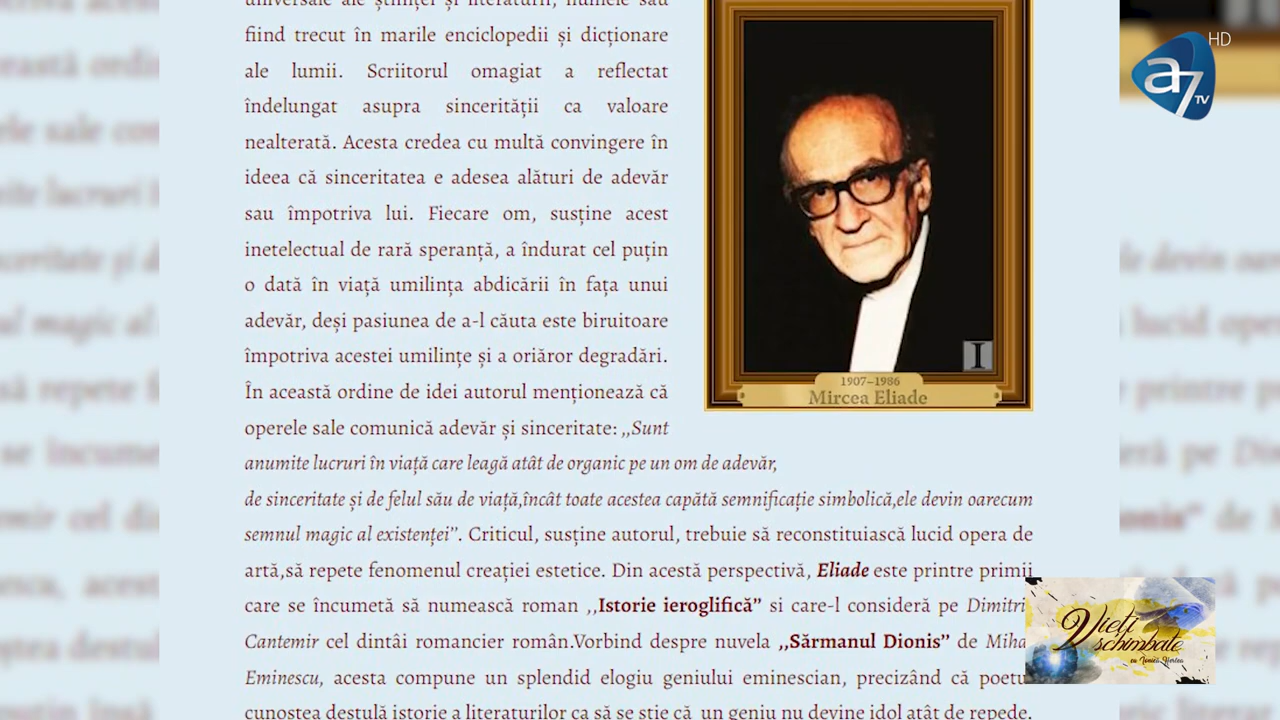 universale ale științei și literaturii, numele său
fiind trecut în marile enciclopedii și dicționare
ale lumii. Scriitorul omagiat a reflectat
îndelungat asupra sincerității ca valoare
nealterată. Acesta credea cu multă convingere în
ideea că sinceritatea e adesea alături de adevăr
sau împotriva lui. Fiecare om, susține acest
inetelectual de rară speranță, a îndurat cel puțin
o dată în viață umilința abdicării în fața unui
adevăr, deși pasiunea de a-l căuta este biruitoare
împotriva acestei umilințe și a oriăror degradări.
În această ordine de idei autorul menționează că
operele sale comunică adevăr și sinceritate: ,,Sunt
anumite lucruri în viață care leagă atât de organic pe un om de adevăr,
de sinceritate și de felul său de viață,încât toate acestea capătă semnificație simbolică,ele devin oarecum
semnul magic al existenței”. Criticul, susține autorul, trebuie să reconstituiască lucid opera de
artă,să repete fenomenul creației estetice. Din acestă perspectivă, Eliade este printre primii
care se încumetă să numească roman ,,Istorie ieroglifică” si care-l consideră pe Dimitri
Cantemir cel dintâi romancier român.Vorbind despre nuvela ,,Sărmanul Dionis” de Miha
Eminescu, acesta compune un splendid elogiu geniului eminescian, precizând că poetu
cunoștea destulă istorie a literaturilor ca să se știe că un geniu nu devine idol atât de repede.
1907–1986
Mircea Eliade
I
a7 TV
HD
Vieți
schimbate
cu Ionică Hertea